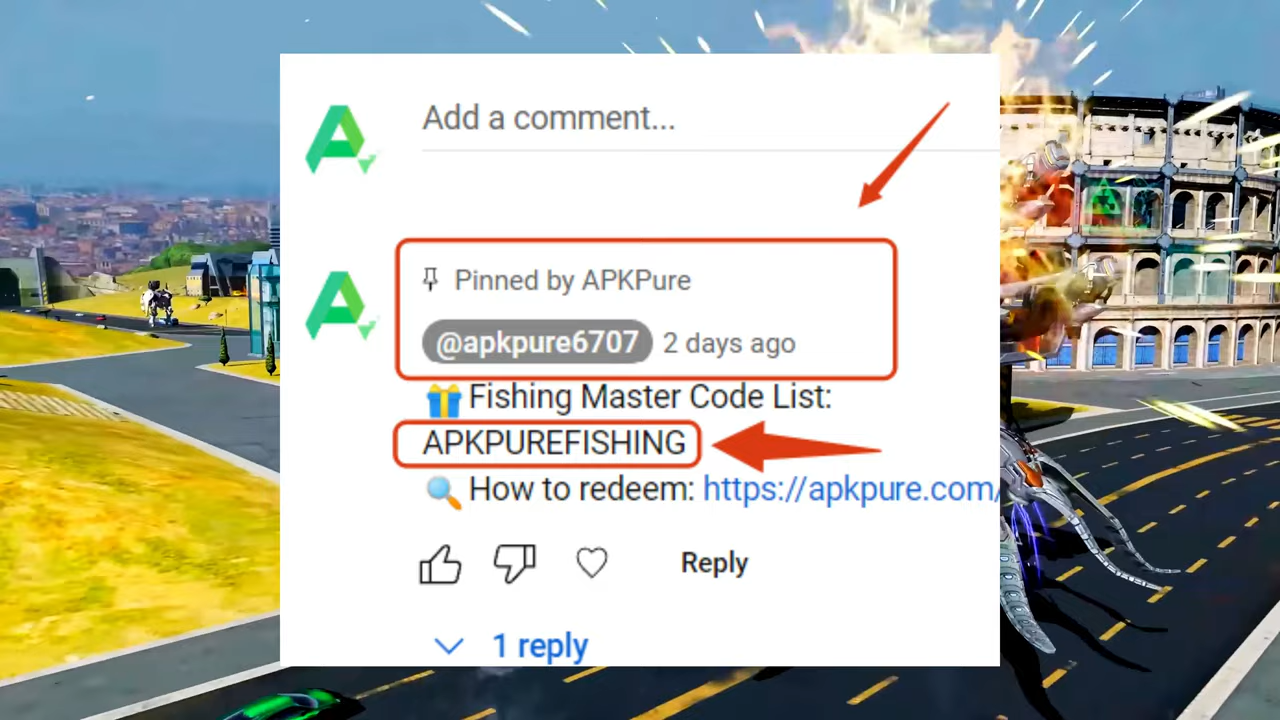 Add a comment...
Pinned by APKPure
@apkpure6707 2 days ago
🎁 Fishing Master Code List:
APKPUREFISHING
🔍 How to redeem: https://apkpure.com/
Reply
1 reply